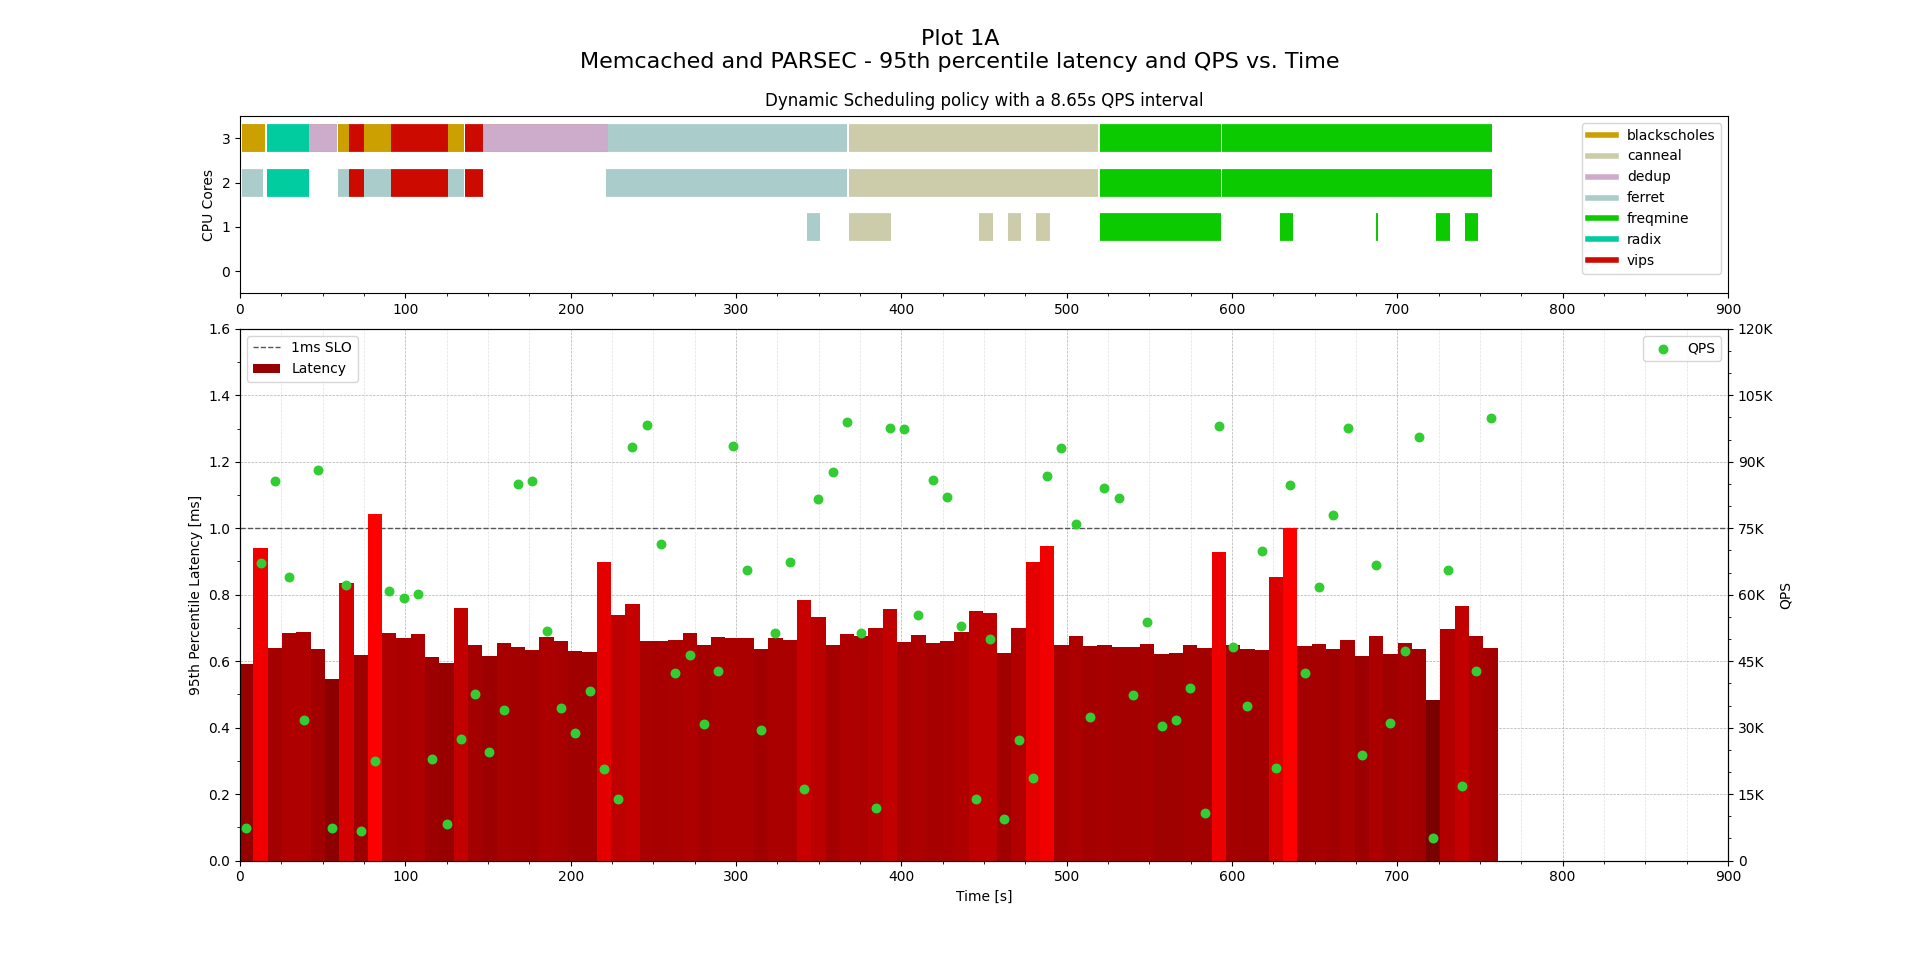 Plot 1A
Memcached and PARSEC - 95th percentile latency and QPS vs. Time
Dynamic Scheduling policy with a 8.65s QPS interval
CPU Cores
3
2
1
0
blackscholes
canneal
dedup
ferret
freqmine
radix
vips
0 100 200 300 400 500 600 700 800 900
95th Percentile Latency [ms]
1.6
1.4
1.2
1.0
0.8
0.6
0.4
0.2
0.0
1ms SLO
Latency
QPS
120K
105K
90K
75K
60K
45K
30K
15K
0
QPS
0 100 200 300 400 500 600 700 800 900
Time [s]